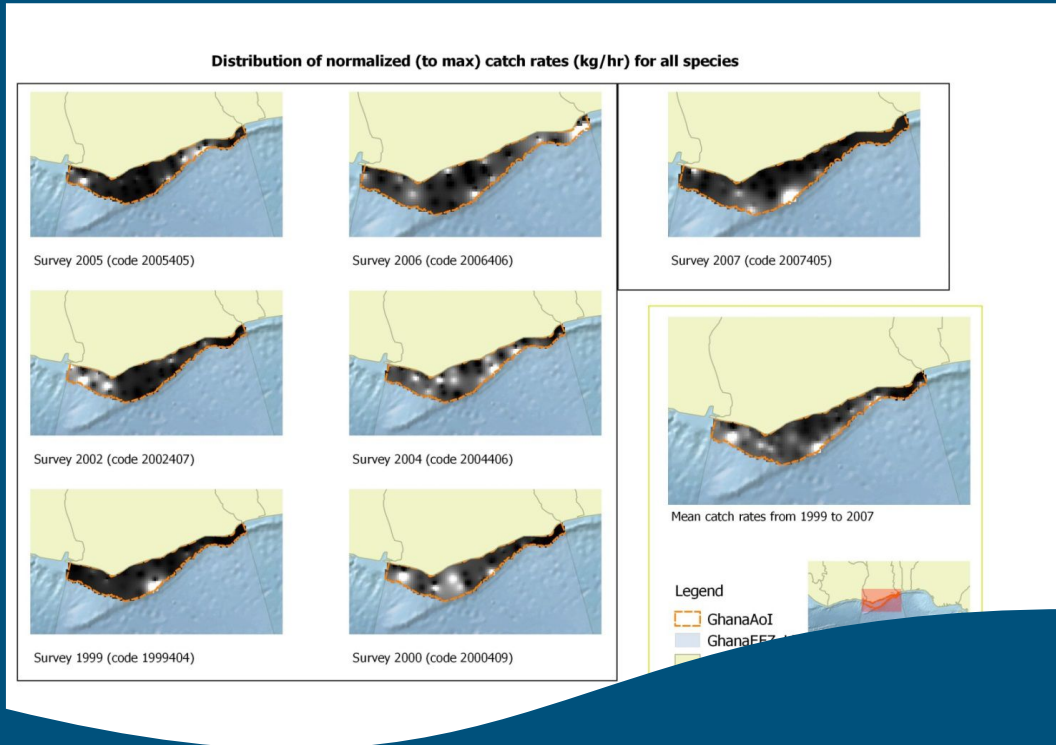 Distribution of normalized (to max) catch rates (kg/hr) for all species
Survey 2005 (code 2005405)
Survey 2006 (code 2006406)
Survey 2007 (code 2007405)
Survey 2002 (code 2002407)
Survey 2004 (code 2004406)
Mean catch rates from 1999 to 2007
Survey 1999 (code 1999404)
Survey 2000 (code 2000409)
Legend
GhanaAoI